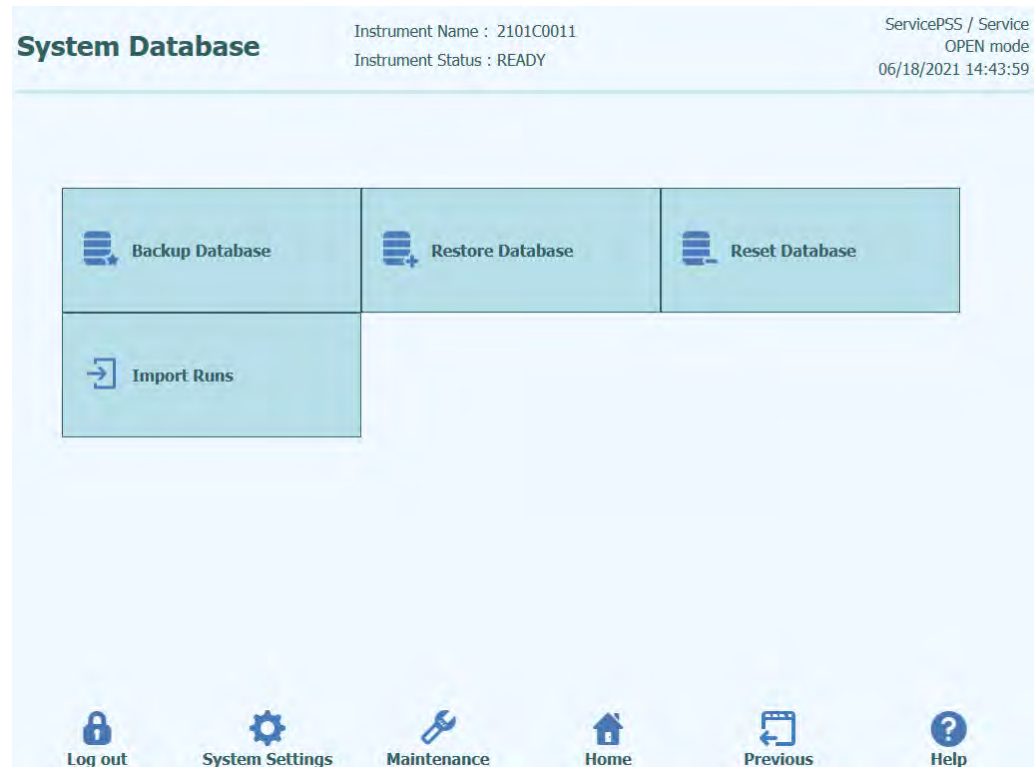 System Database
Instrument Name : 2101C0011
Instrument Status : READY
ServicePSS / Service
OPEN mode
06/18/2021 14:43:59
Backup Database
Restore Database
Reset Database
Import Runs
Log out
System Settings
Maintenance
Home
Previous
Help